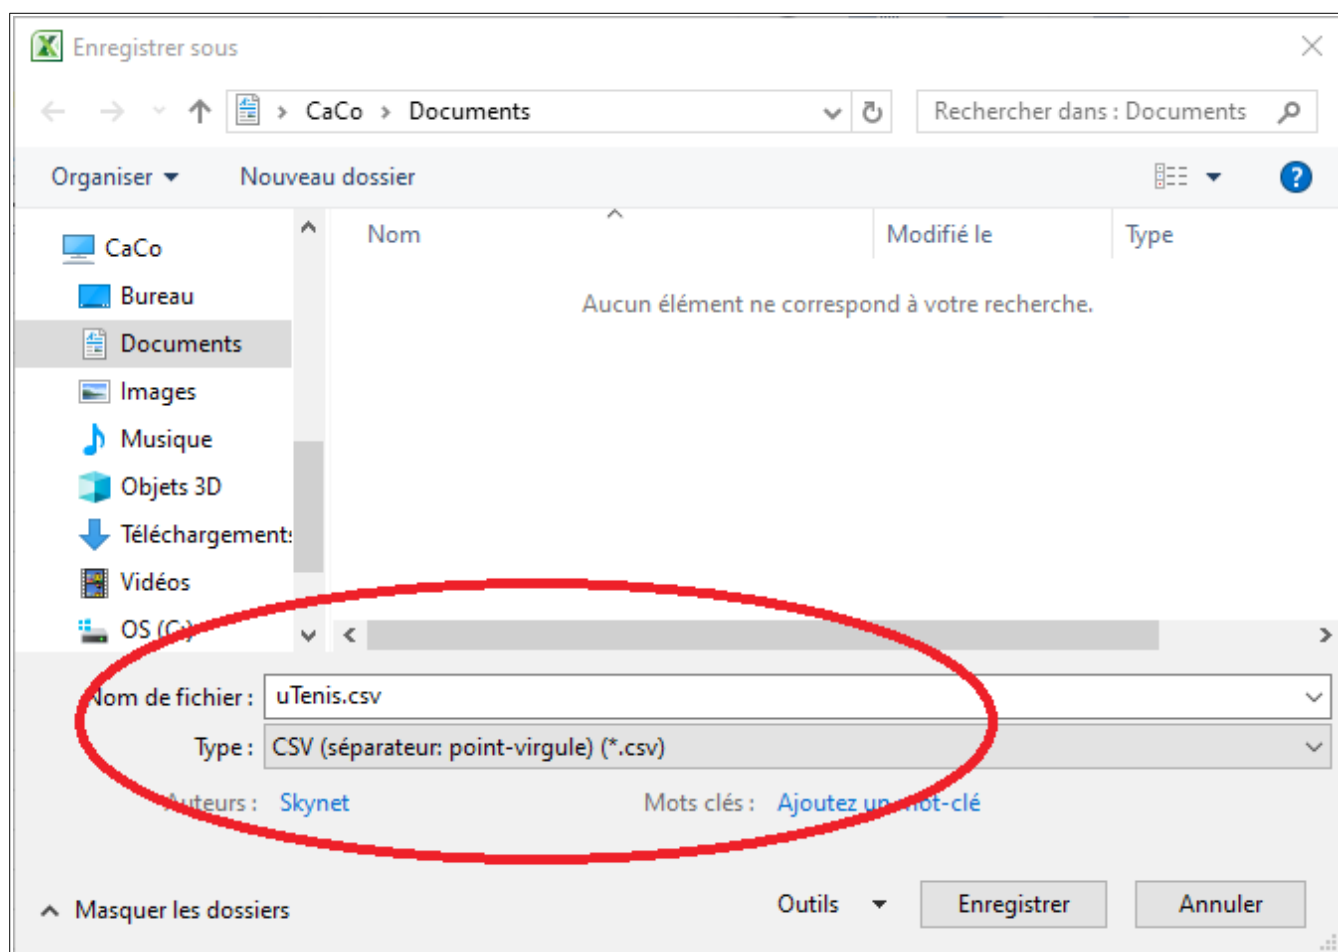 Enregistrer sous
CaCo > Documents
Rechercher dans : Documents
Organiser
Nouveau dossier
?
Nom
Modifié le
Type
Aucun élément ne correspond à votre recherche.
CaCo
Bureau
Documents
Images
Musique
Objets 3D
Téléchargements
Vidéos
OS (C:)
Nom de fichier : uTenis.csv
Type : CSV (séparateur: point-virgule) (*.csv)
Auteurs : Skynet
Mots clés : Ajoutez un mot-clé
Masquer les dossiers
Outils
Enregistrer
Annuler